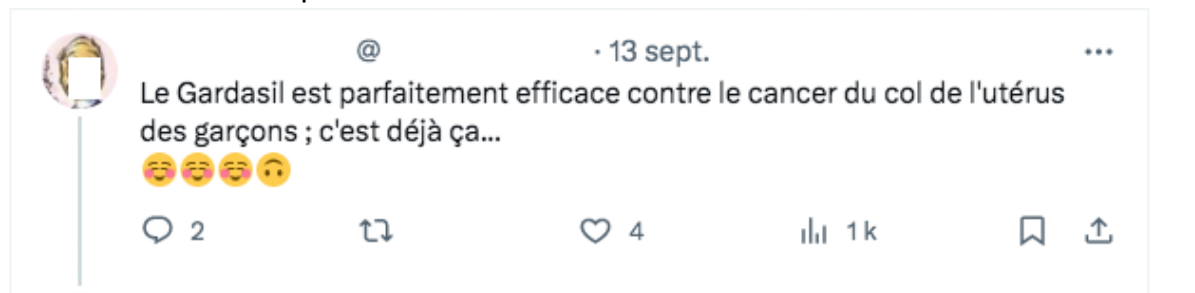 @ · 13 sept.
Le Gardasil est parfaitement efficace contre le cancer du col de l'utérus
des garçons ; c'est déjà ça...
☺️☺️☺️🙃
2 4 1 k